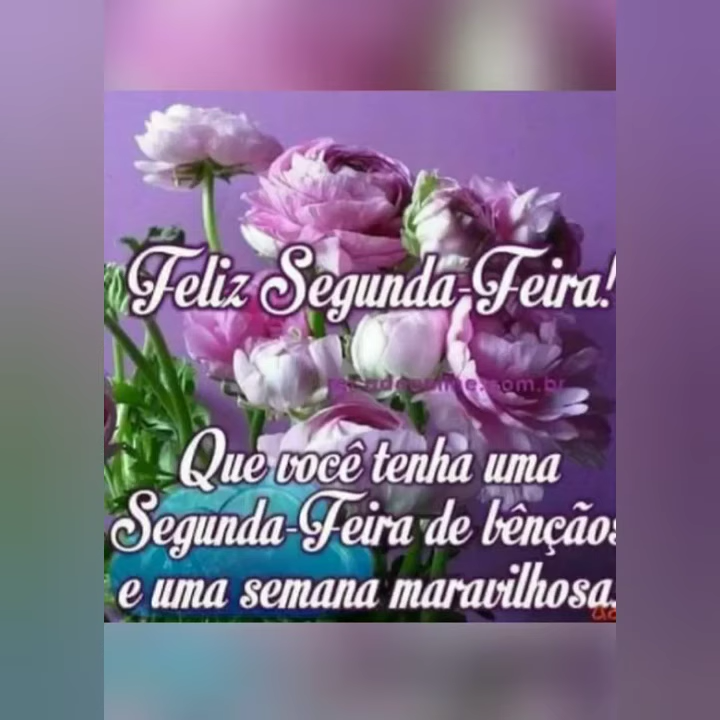 Feliz Segunda-Feira!
Que você tenha uma
Segunda-Feira de bênçãos
e uma semana maravilhosa.